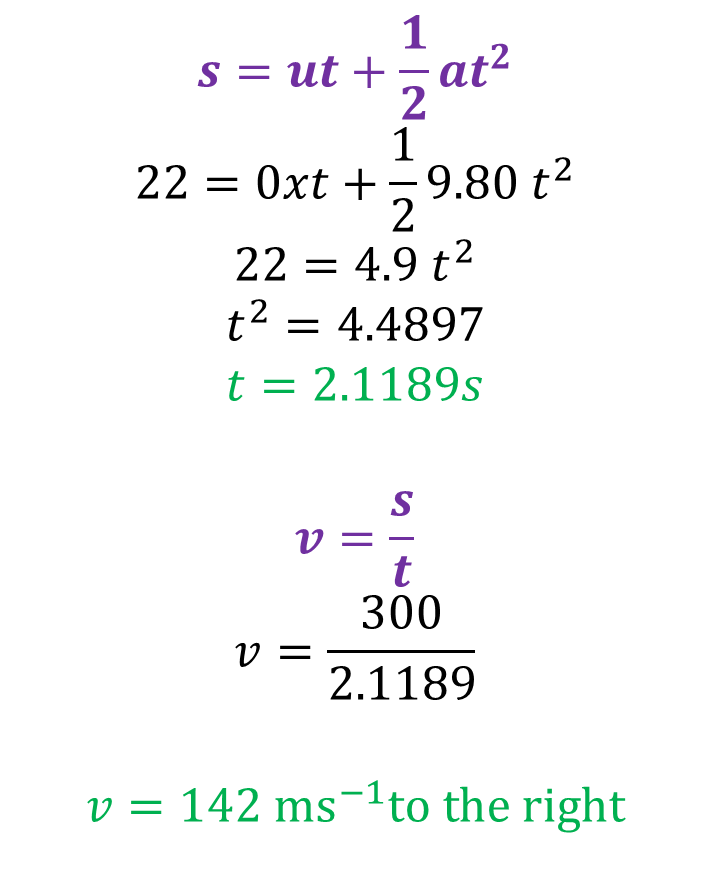 s = ut + 1/2 at²
22 = 0xt + 1/2 9.80 t²
22 = 4.9 t²
t² = 4.4897
t = 2.1189s
v = s/t
v = 300/2.1189
v = 142 ms⁻¹to the right